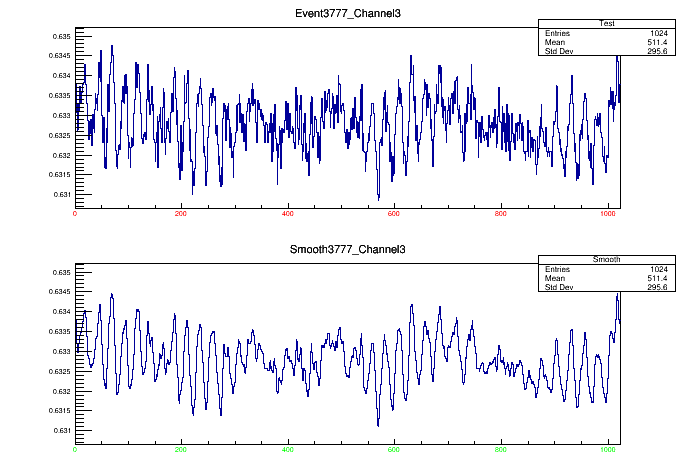 Event3777_Channel3
Test
Entries 1024
Mean 511.4
Std Dev 295.6
0.635
0.6345
0.634
0.6335
0.633
0.6325
0.632
0.6315
0.631
0 200 400 600 800 1000
Smooth3777_Channel3
Smooth
Entries 1024
Mean 511.4
Std Dev 295.6
0.635
0.6345
0.634
0.6335
0.633
0.6325
0.632
0.6315
0.631
0 200 400 600 800 1000